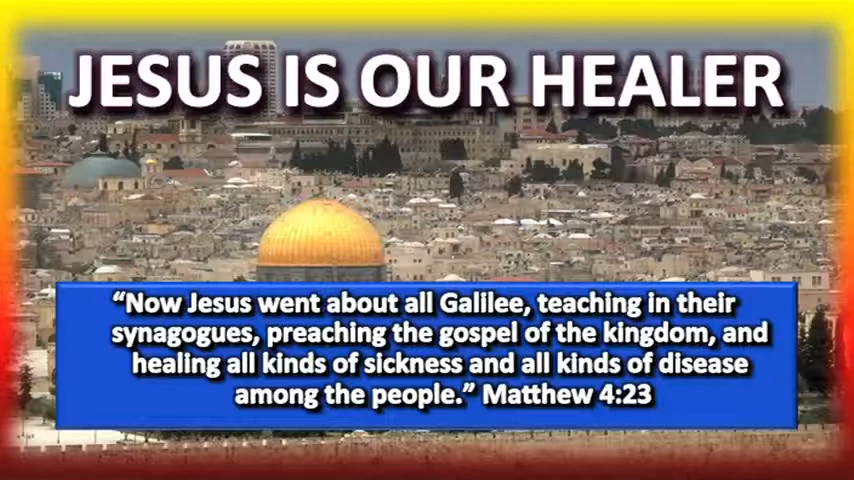 JESUS IS OUR HEALER
“Now Jesus went about all Galilee, teaching in their
synagogues, preaching the gospel of the kingdom, and
healing all kinds of sickness and all kinds of disease
among the people.” Matthew 4:23